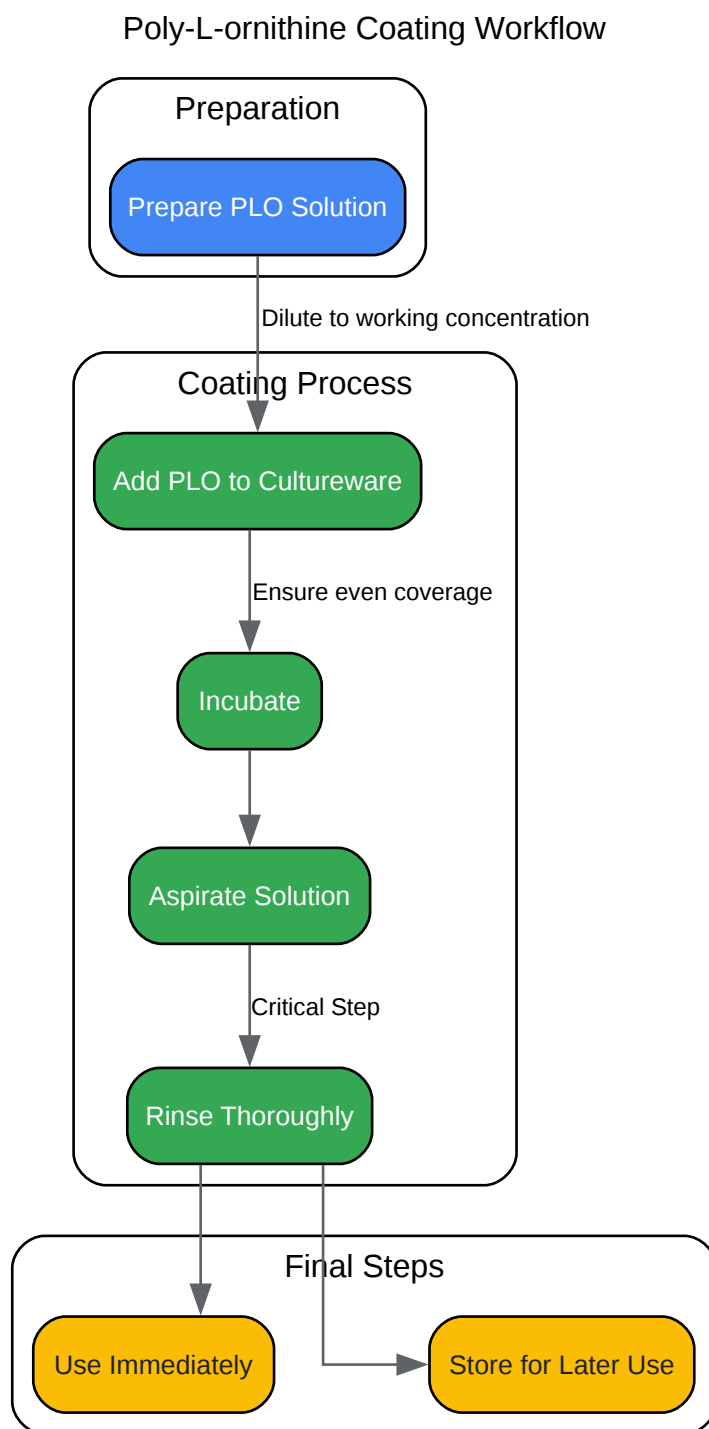 Poly-L-ornithine Coating Workflow
Preparation
Prepare PLO Solution
Dilute to working concentration
Coating Process
Add PLO to Cultureware
Ensure even coverage
Incubate
Aspirate Solution
Critical Step
Rinse Thoroughly
Final Steps
Use Immediately
Store for Later Use